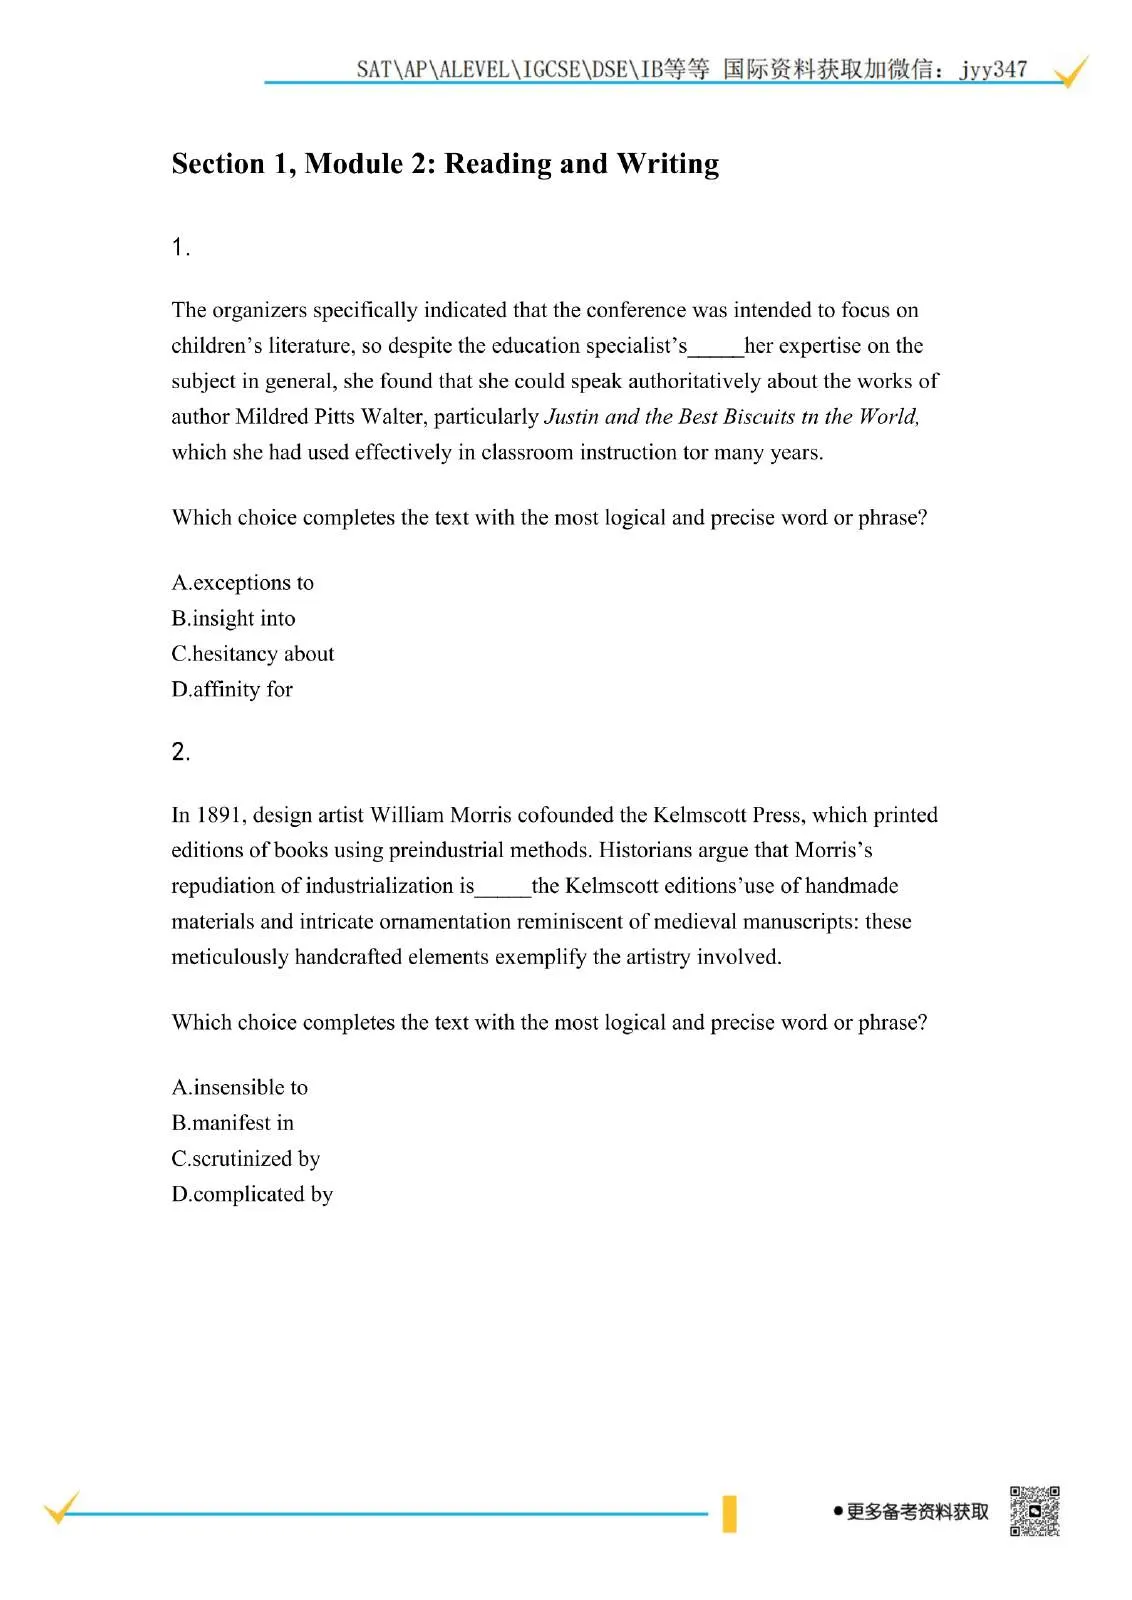 SAT\AP\ALEVEL\IGCSE\DSE\IB等等 国际资料获取加微信：jyy347
Section 1, Module 2: Reading and Writing
1.
The organizers specifically indicated that the conference was intended to focus on
children’s literature, so despite the education specialist’s_____her expertise on the
subject in general, she found that she could speak authoritatively about the works of
author Mildred Pitts Walter, particularly Justin and the Best Biscuits tn the World,
which she had used effectively in classroom instruction tor many years.
Which choice completes the text with the most logical and precise word or phrase?
A.exceptions to
B.insight into
C.hesitancy about
D.affinity for
2.
In 1891, design artist William Morris cofounded the Kelmscott Press, which printed
editions of books using preindustrial methods. Historians argue that Morris’s
repudiation of industrialization is_____the Kelmscott editions’use of handmade
materials and intricate ornamentation reminiscent of medieval manuscripts: these
meticulously handcrafted elements exemplify the artistry involved.
Which choice completes the text with the most logical and precise word or phrase?
A.insensible to
B.manifest in
C.scrutinized by
D.complicated by
●更多备考资料获取